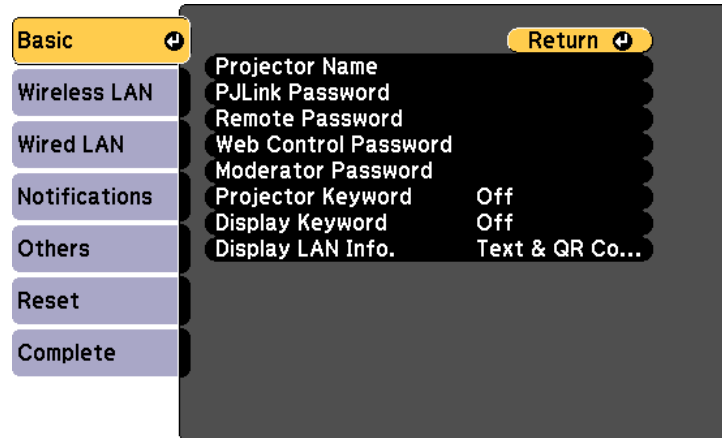 Basic
Wireless LAN
Wired LAN
Notifications
Others
Reset
Complete
Return
Projector Name
PJLink Password
Remote Password
Web Control Password
Moderator Password
Projector Keyword Off
Display Keyword Off
Display LAN Info. Text & QR Co...